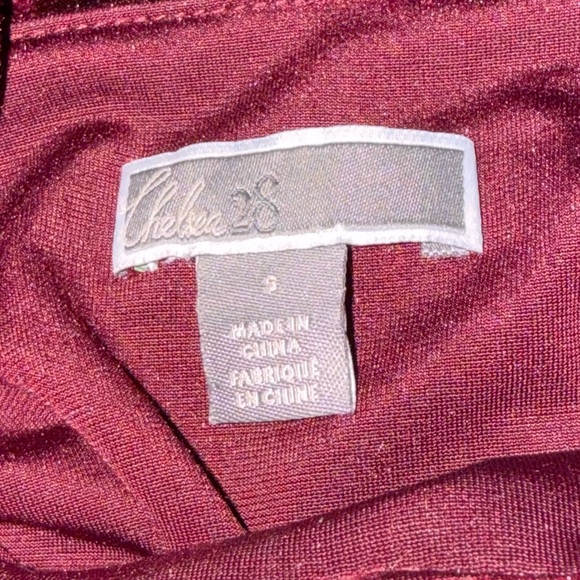 Chelsea28
S
MADE IN
CHINA
FABRIQUÉ
EN CHINE